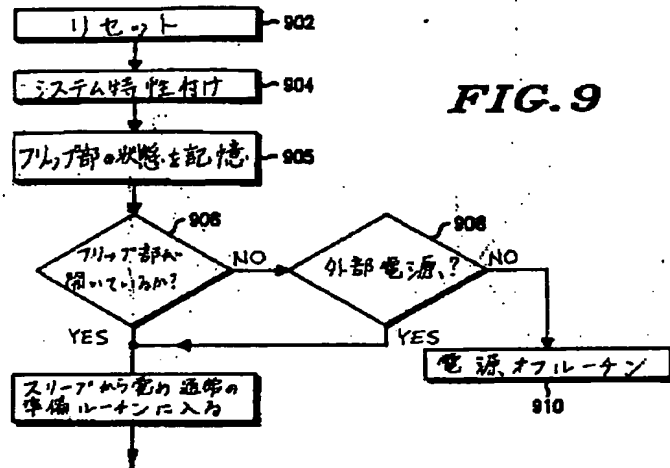 リセット
902
システム特性付け
904
FIG. 9
フリップ部の状態を記憶
905
906
フリップ部が
開いているか?
NO
908
外部電源?
NO
YES
YES
電源オフルーチン
910
スリープから 通常の
準備ルーチンに入る